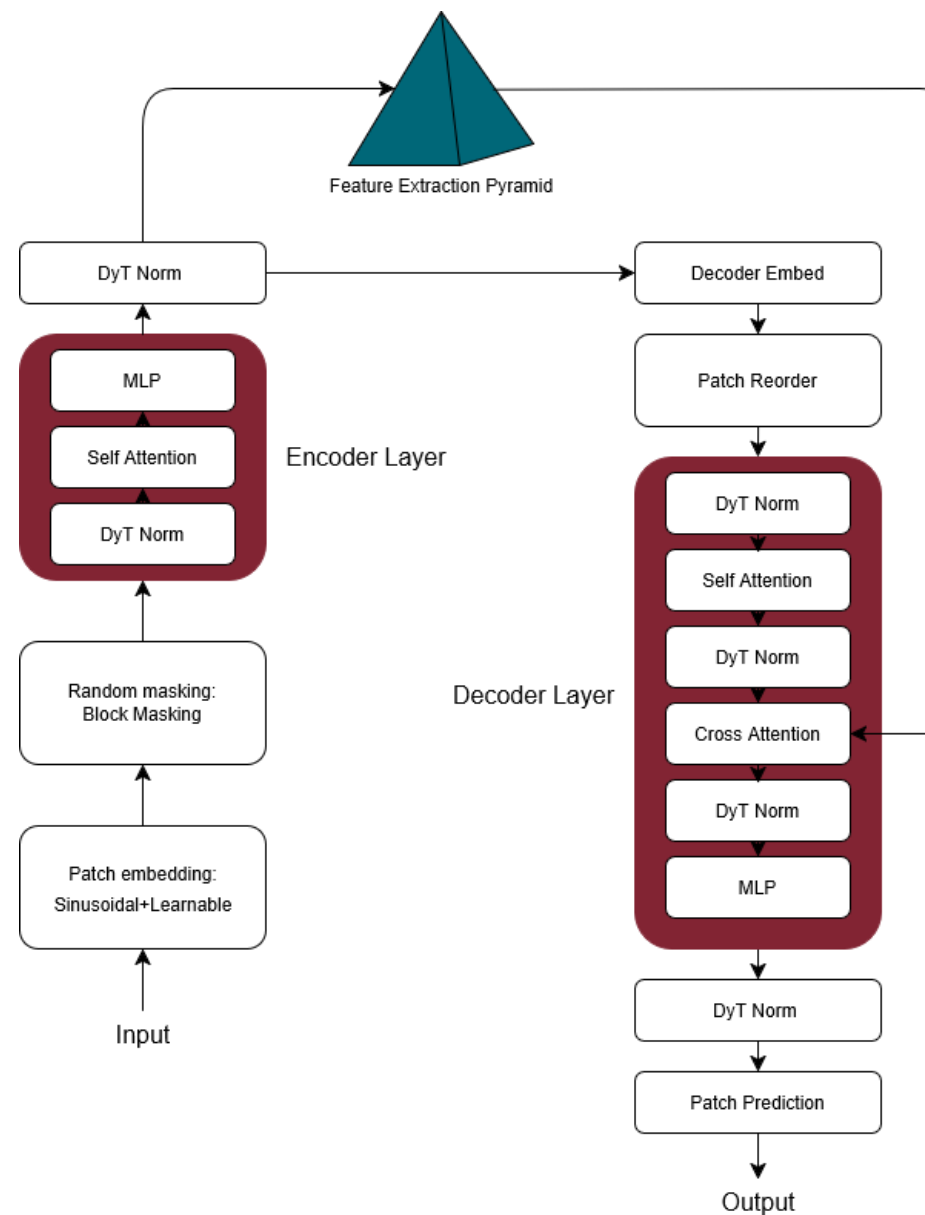 Feature Extraction Pyramid
DyT Norm
MLP
Self Attention
DyT Norm
Encoder Layer
Random masking:
Block Masking
Patch embedding:
Sinusoidal+Learnable
Input
Decoder Embed
Patch Reorder
DyT Norm
Self Attention
DyT Norm
Decoder Layer
Cross Attention
DyT Norm
MLP
DyT Norm
Patch Prediction
Output